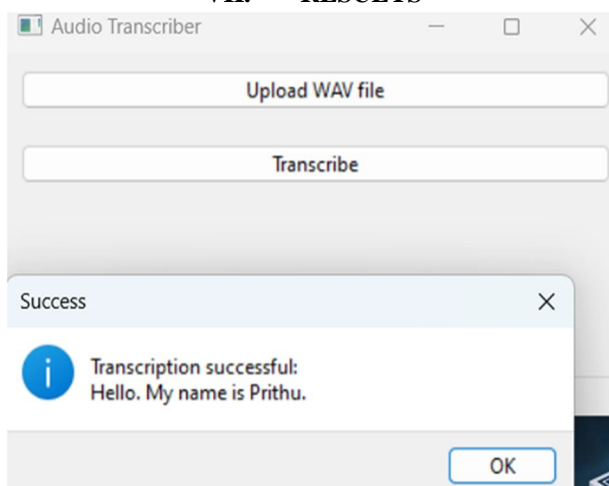 Audio Transcriber
Upload WAV file
Transcribe
Success
Transcription successful:
Hello. My name is Prithu.
OK